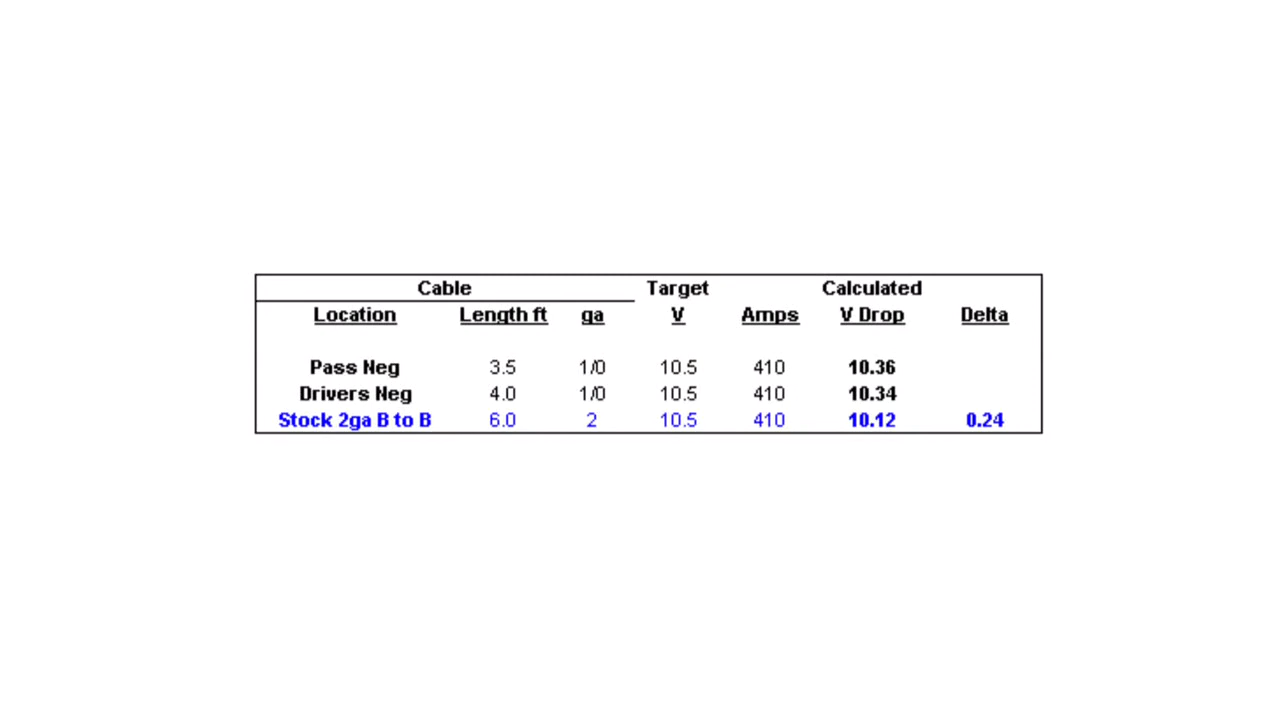 Cable Target Calculated
Location Length ft ga V Amps V Drop Delta
Pass Neg 3.5 1/0 10.5 410 10.36
Drivers Neg 4.0 1/0 10.5 410 10.34
Stock 2ga B to B 6.0 2 10.5 410 10.12 0.24